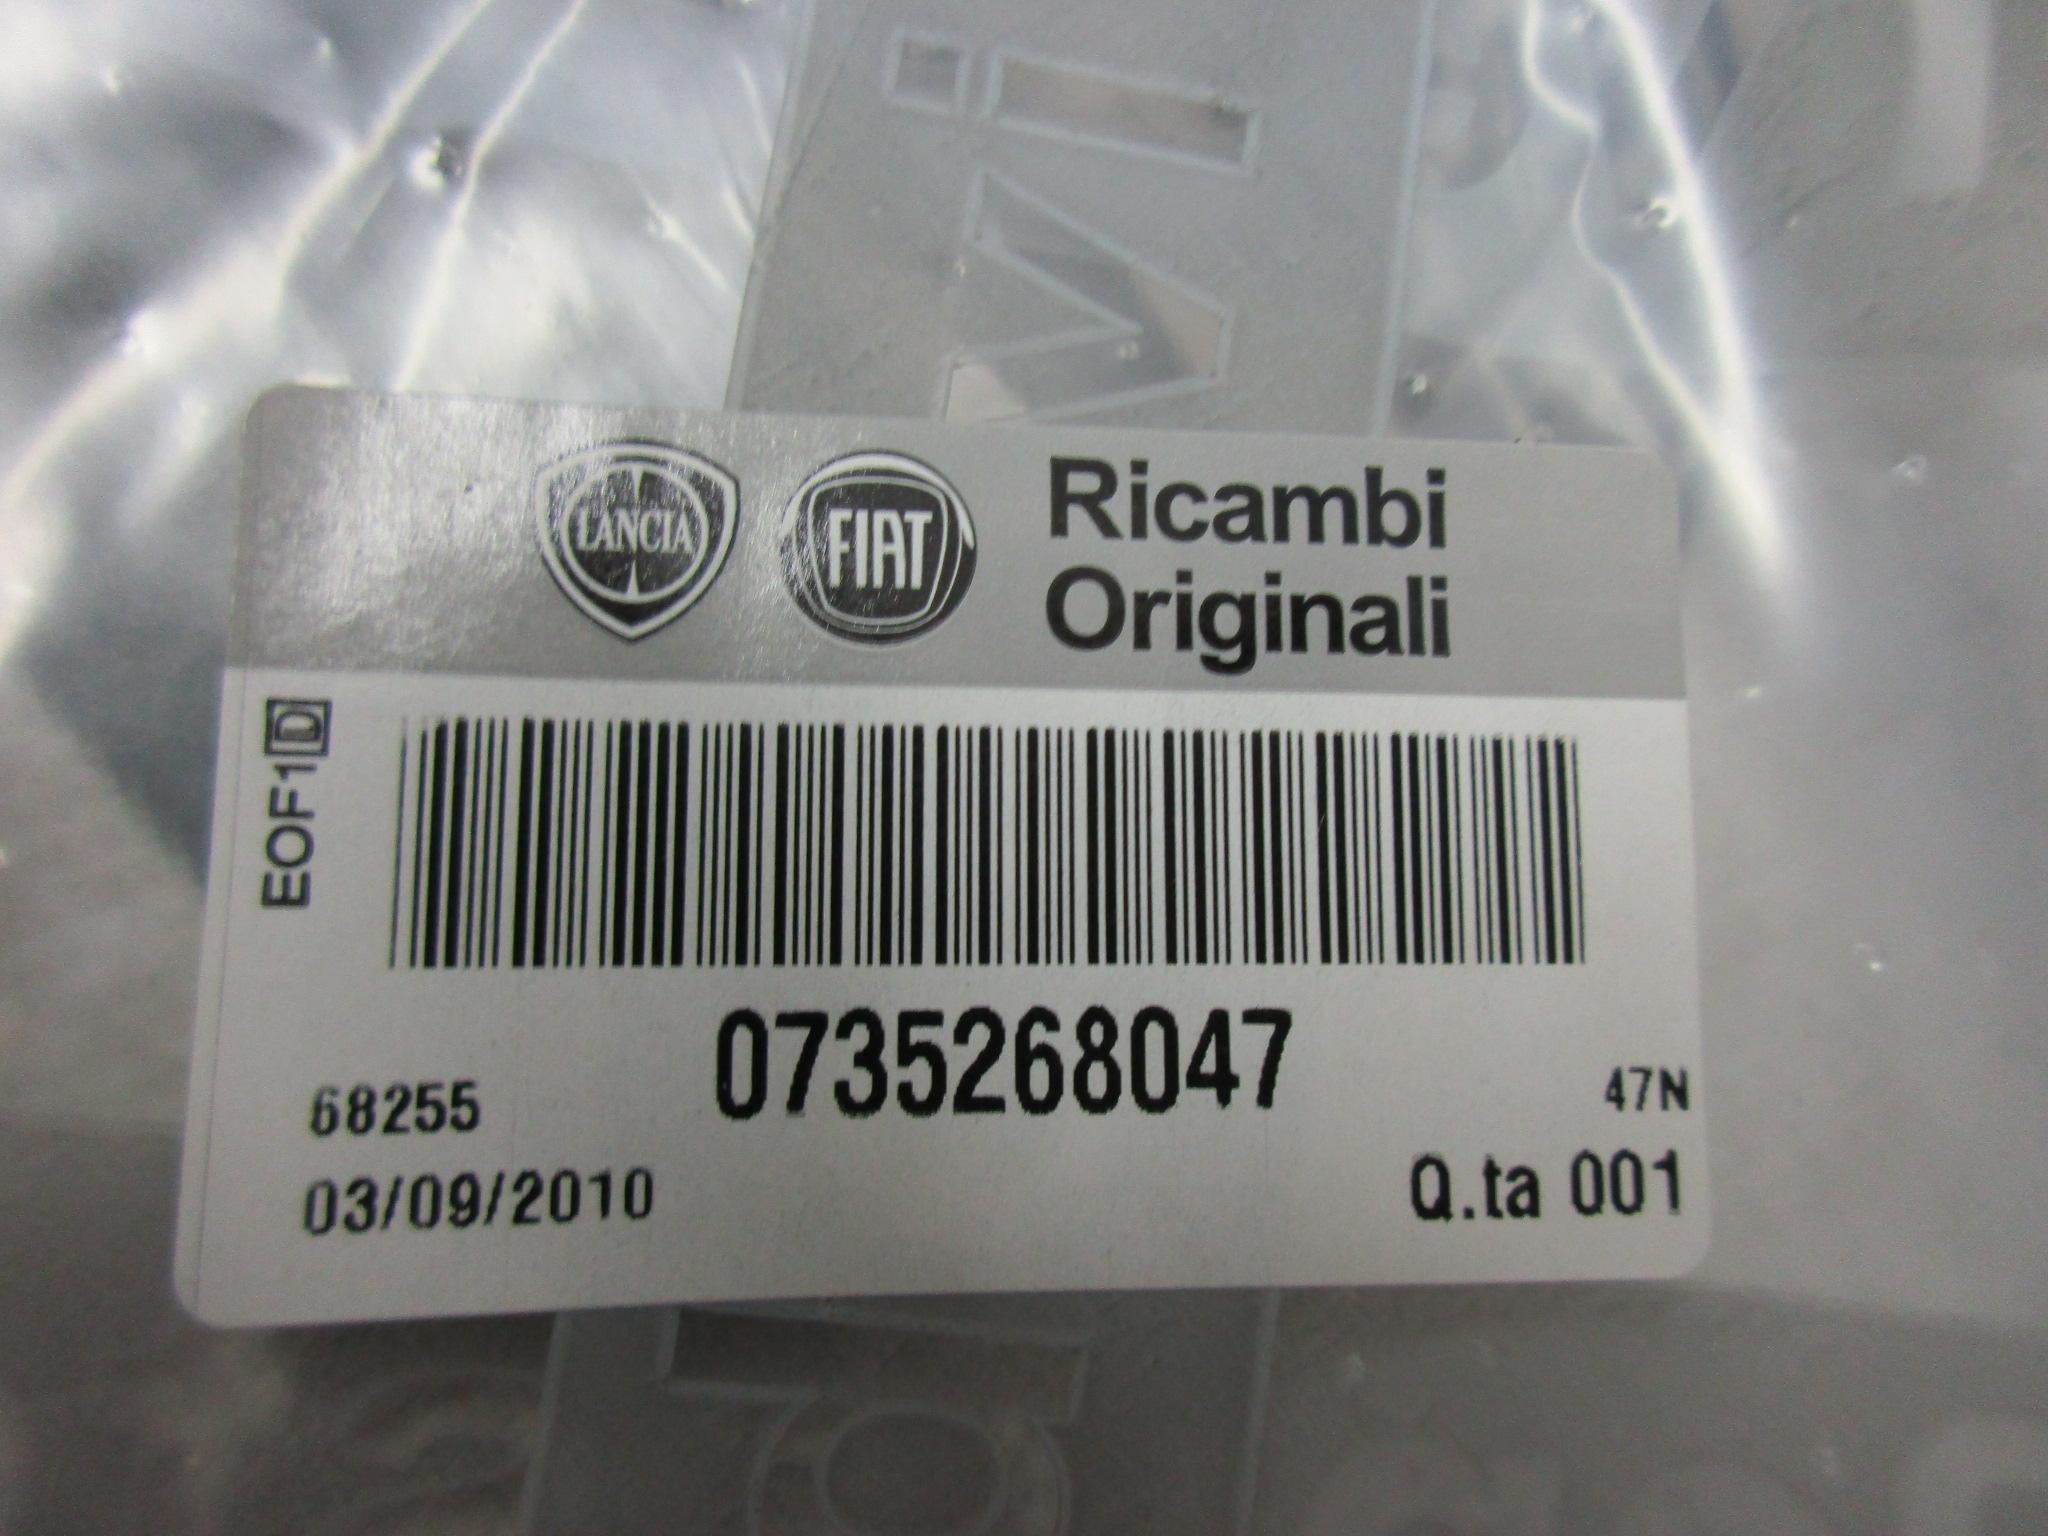 LANCIA
FIAT
Ricambi
Originali
EOF1D
0735268047
68255
47N
03/09/2010
Q.ta 001